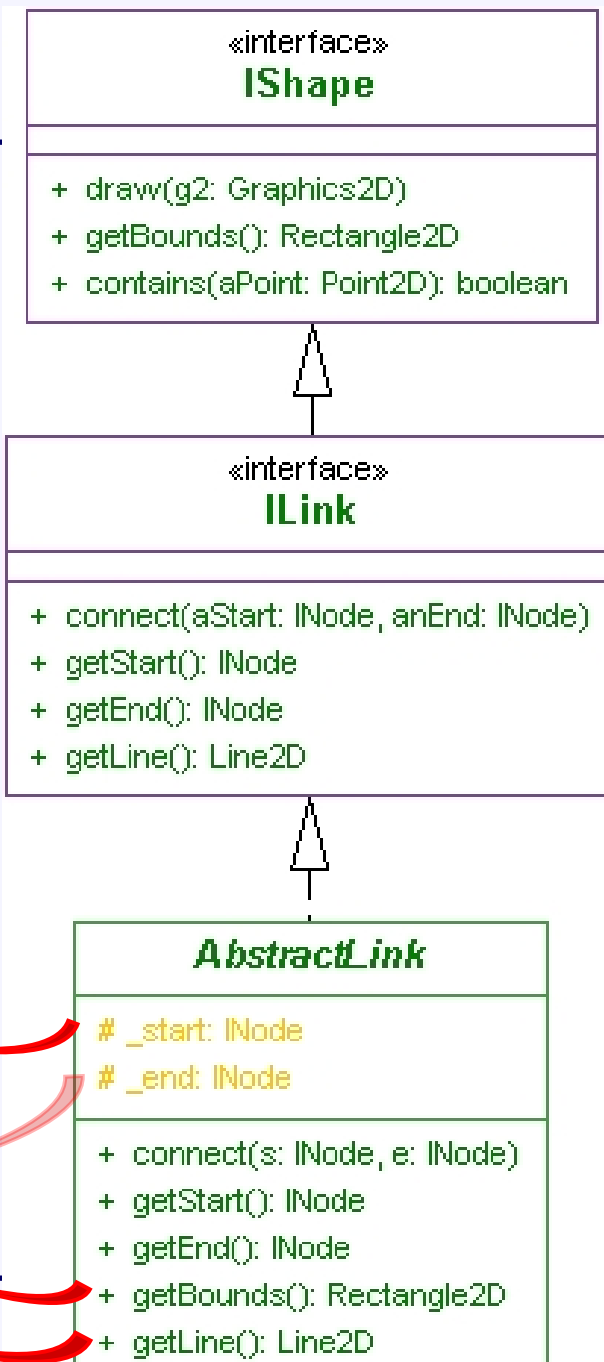 «interface»
IShape
+ draw(g2: Graphics2D)
+ getBounds(): Rectangle2D
+ contains(aPoint: Point2D): boolean
«interface»
ILink
+ connect(aStart: INode, anEnd: INode)
+ getStart(): INode
+ getEnd(): INode
+ getLine(): Line2D
AbstractLink
# _start: INode
# _end: INode
+ connect(s: INode, e: INode)
+ getStart(): INode
+ getEnd(): INode
+ getBounds(): Rectangle2D
+ getLine(): Line2D